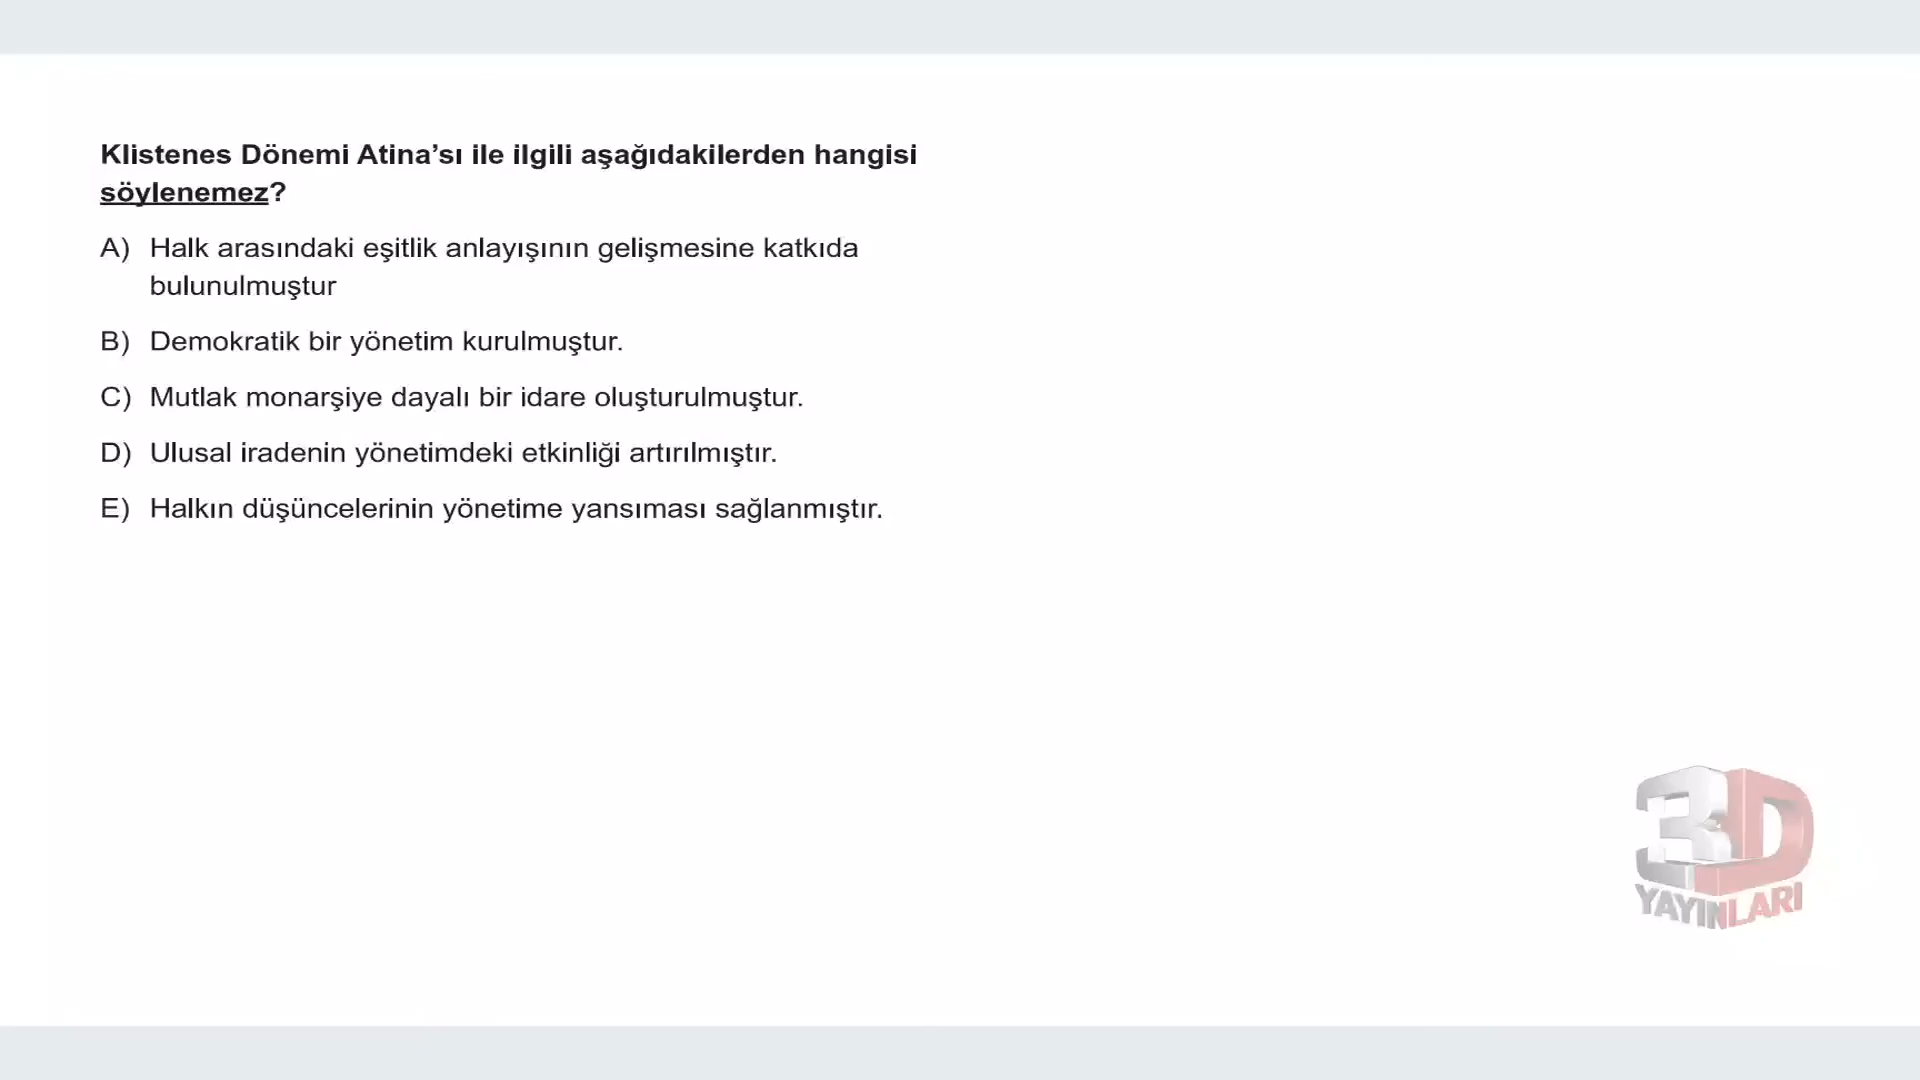 Klistenes Dönemi Atina’sı ile ilgili aşağıdakilerden hangisi
söylenemez?
A) Halk arasındaki eşitlik anlayışının gelişmesine katkıda
bulunulmuştur
B) Demokratik bir yönetim kurulmuştur.
C) Mutlak monarşiye dayalı bir idare oluşturulmuştur.
D) Ulusal iradenin yönetimdeki etkinliği artırılmıştır.
E) Halkın düşüncelerinin yönetime yansıması sağlanmıştır.
3D
YAYINLARI